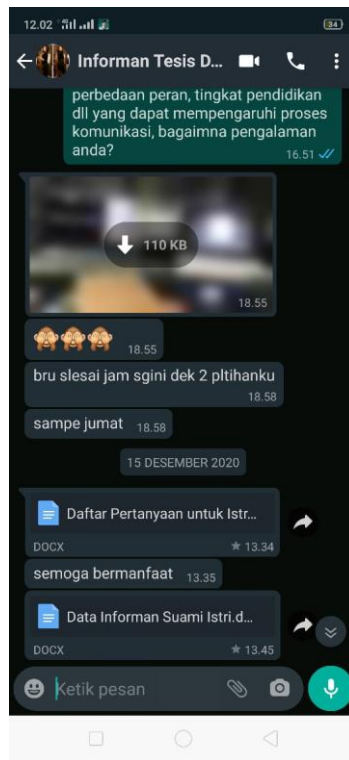 12.02
34
Informan Tesis D...
perbedaan peran, tingkat pendidikan
dll yang dapat mempengaruhi proses
komunikasi, bagaimna pengalaman
anda?
16.51
110 KB
18.55
18.55
bru slesai jam sgini dek 2 pltihanku
18.58
sampe jumat 18.58
15 DESEMBER 2020
Daftar Pertanyaan untuk Istr...
DOCX 13.34
semoga bermanfaat 13.35
Data Informan Suami Istri.d...
DOCX 13.45
Ketik pesan